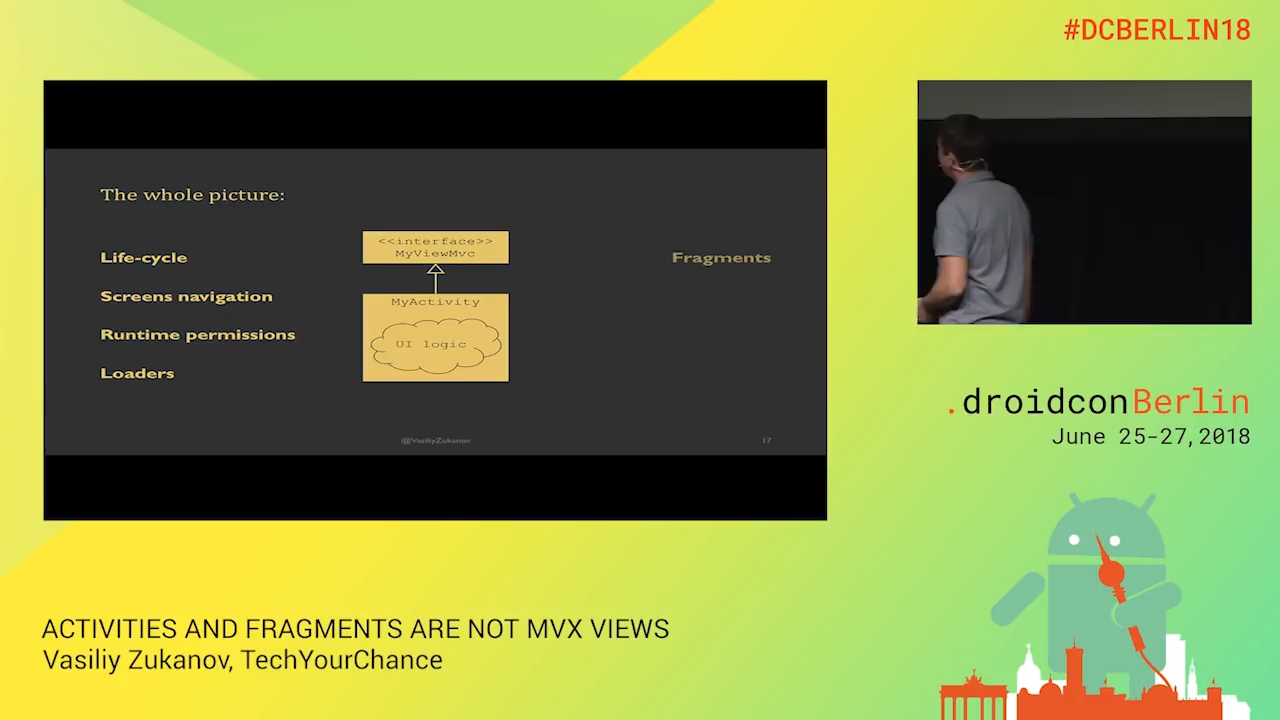 #DCBERLIN18
The whole picture:
Life-cycle
Screens navigation
Runtime permissions
Loaders
<<interface>>
MyViewMvc
MyActivity
UI logic
Fragments
@VasiliyZukanov
17
.droidconBerlin
June 25-27,2018
ACTIVITIES AND FRAGMENTS ARE NOT MVX VIEWS
Vasiliy Zukanov, TechYourChance